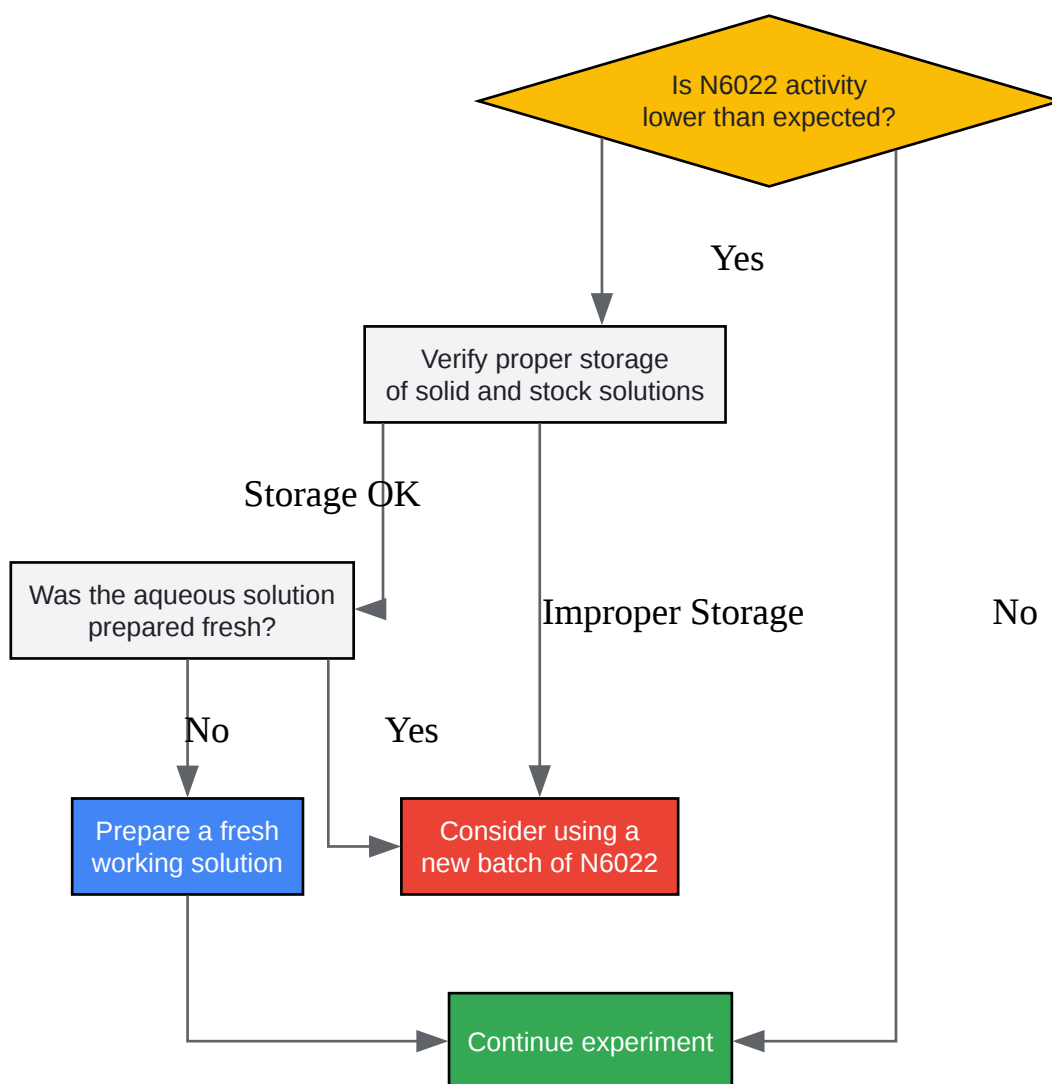 Is N6022 activity
lower than expected?
Yes
Verify proper storage
of solid and stock solutions
Storage OK
Was the aqueous solution
prepared fresh?
Improper Storage
No
No
Yes
Prepare a fresh
working solution
Consider using a
new batch of N6022
Continue experiment